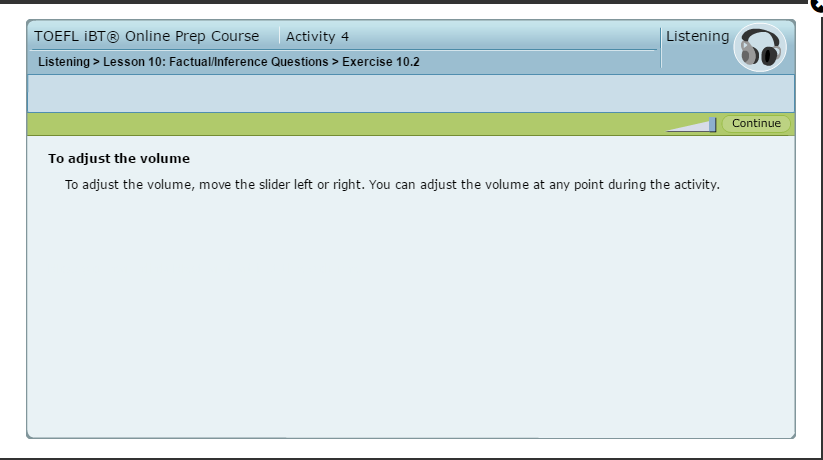 TOEFL iBT® Online Prep Course Activity 4 Listening
Listening > Lesson 10: Factual/Inference Questions > Exercise 10.2
Continue
To adjust the volume
To adjust the volume, move the slider left or right. You can adjust the volume at any point during the activity.